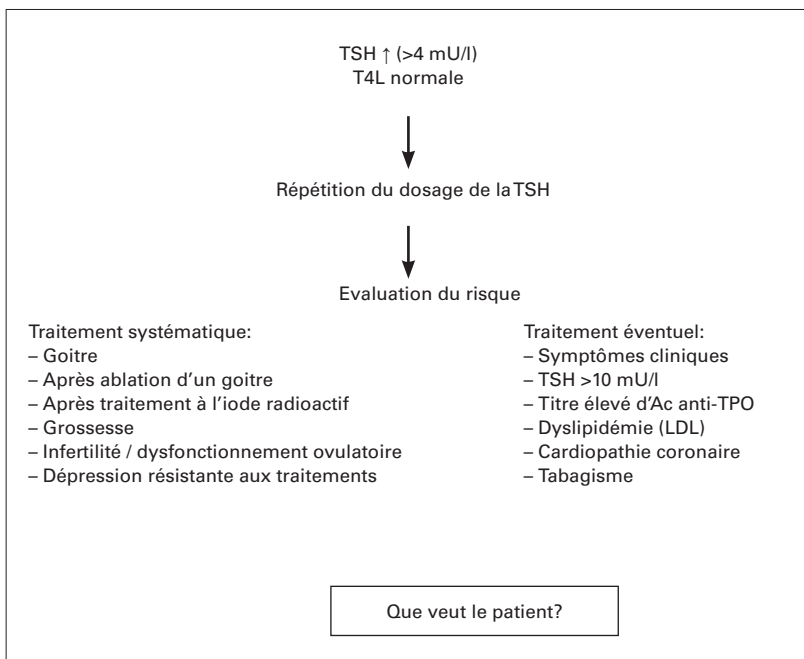 TSH ↑ (>4 mU/l)
T4L normale
Répétition du dosage de la TSH
Evaluation du risque
Traitement systématique:
– Goitre
– Après ablation d'un goitre
– Après traitement à l'iode radioactif
– Grossesse
– Infertilité / dysfonctionnement ovulatoire
– Dépression résistante aux traitements
Traitement éventuel:
– Symptômes cliniques
– TSH >10 mU/l
– Titre élevé d'Ac anti-TPO
– Dyslipidémie (LDL)
– Cardiopathie coronaire
– Tabagisme
Que veut le patient?